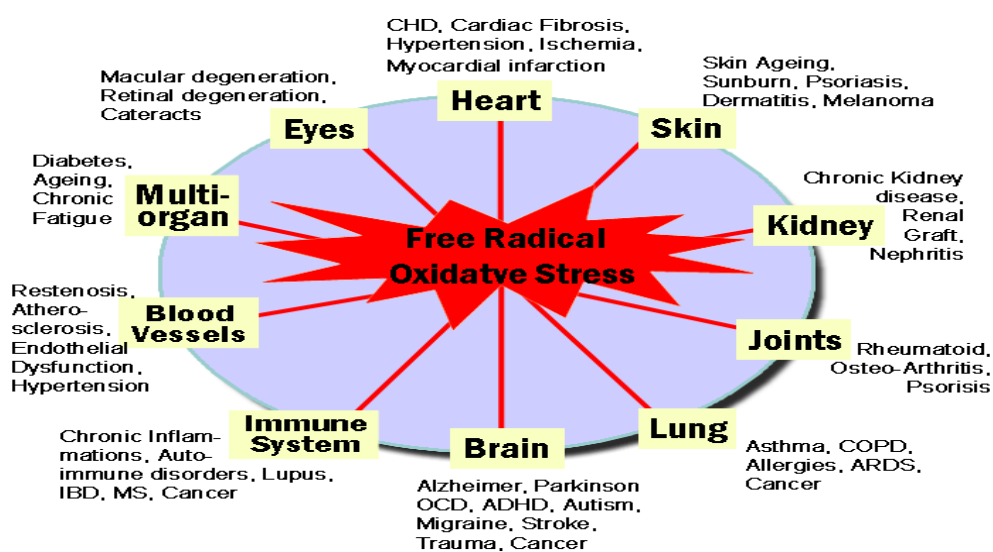 CHD, Cardiac Fibrosis,
Hypertension, Ischemia,
Myocardial infarction
Heart
Skin Ageing,
Sunburn, Psoriasis,
Dermatitis, Melanoma
Skin
Macular degeneration,
Retinal degeneration,
Cateracts
Eyes
Diabetes,
Ageing,
Chronic
Fatigue
Multi-
organ
Chronic Kidney
disease,
Renal
Graft,
Nephritis
Kidney
Free Radical
Oxidatve Stress
Restenosis,
Athero-
sclerosis,
Endothelial
Dysfunction,
Hypertension
Blood
Vessels
Joints
Rheumatoid,
Osteo-Arthritis,
Psorisis
Immune
System
Chronic Inflam-
mations, Auto-
immune disorders, Lupus,
IBD, MS, Cancer
Brain
Alzheimer, Parkinson
OCD, ADHD, Autism,
Migraine, Stroke,
Trauma, Cancer
Lung
Asthma, COPD,
Allergies, ARDS,
Cancer